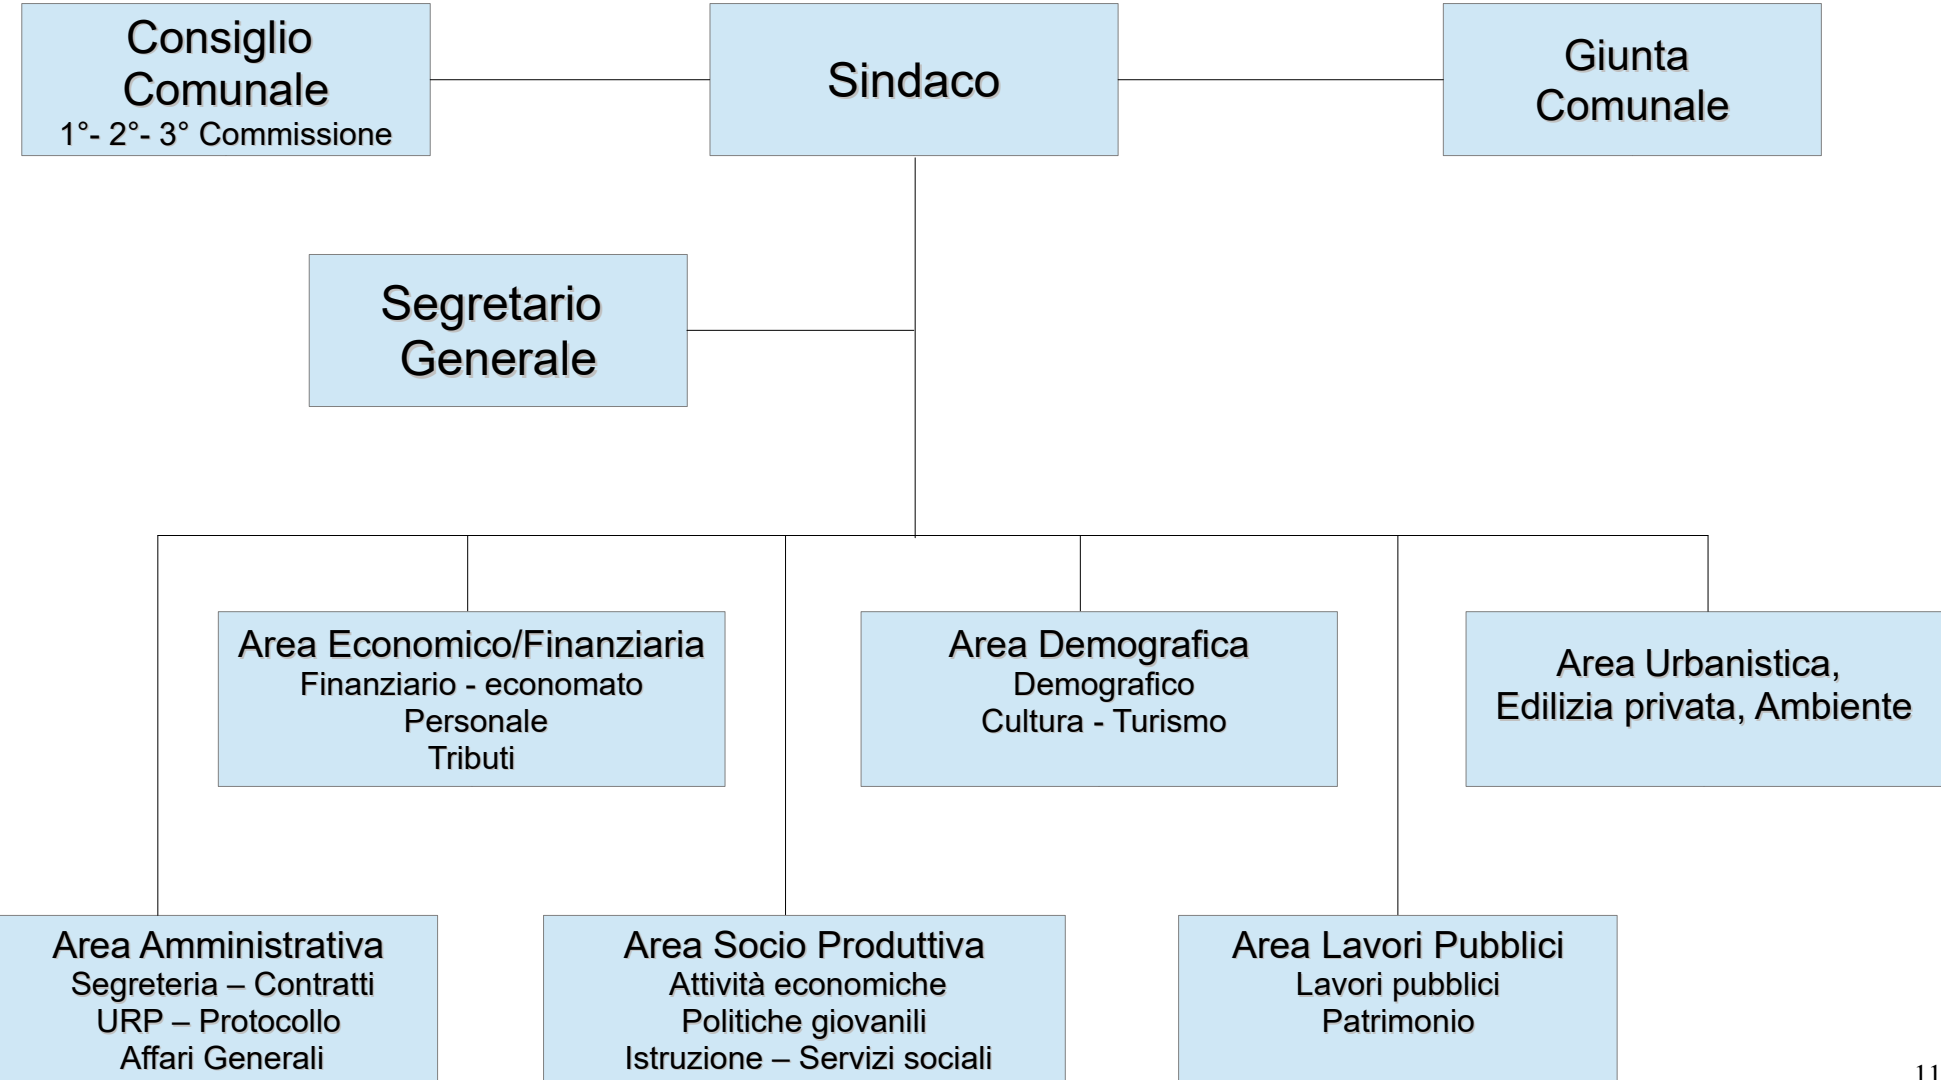 Consiglio
Comunale
1°- 2°- 3° Commissione
Sindaco
Giunta
Comunale
Segretario
Generale
Area Economico/Finanziaria
Finanziario - economato
Personale
Tributi
Area Demografica
Demografico
Cultura - Turismo
Area Urbanistica,
Edilizia privata, Ambiente
Area Amministrativa
Segreteria – Contratti
URP – Protocollo
Affari Generali
Area Socio Produttiva
Attività economiche
Politiche giovanili
Istruzione – Servizi sociali
Area Lavori Pubblici
Lavori pubblici
Patrimonio
11